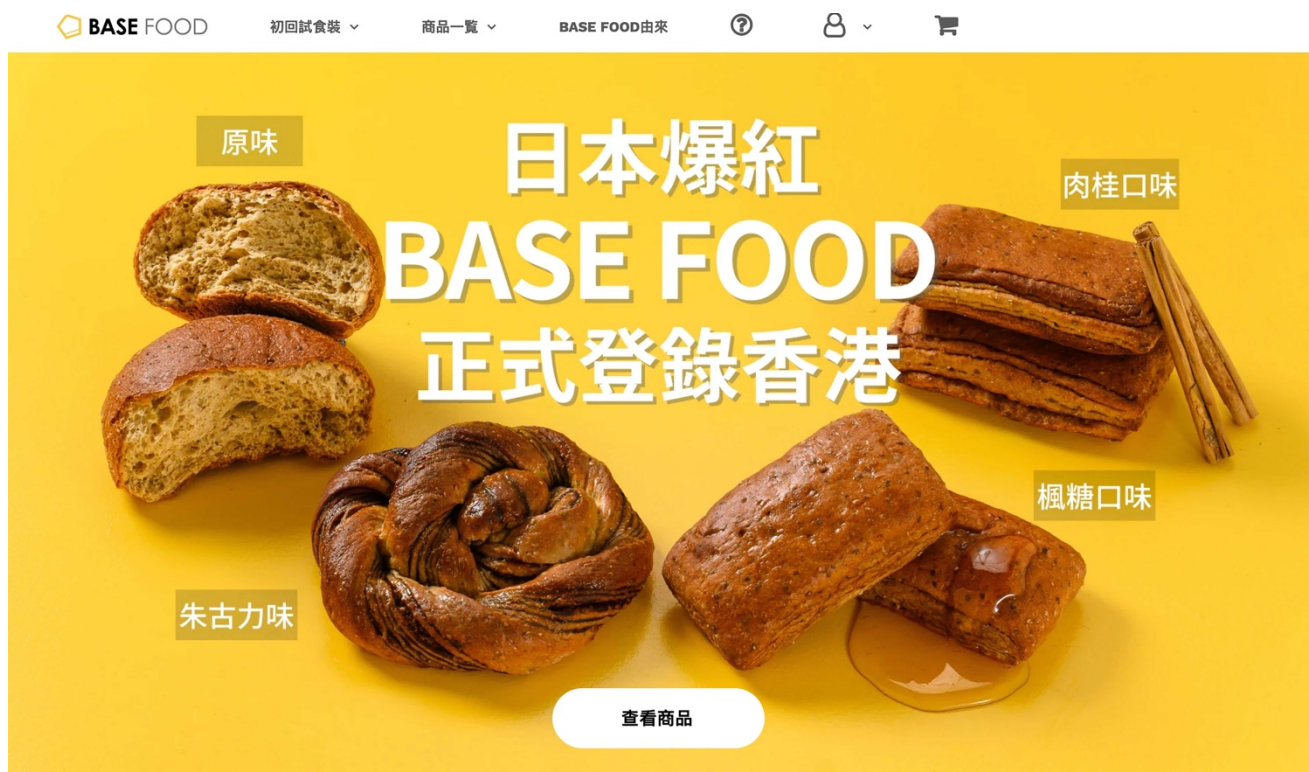 BASE FOOD
初回試食裝
商品一覧
BASE FOOD由來
原味
日本爆紅
BASE FOOD
正式登錄香港
肉桂口味
楓糖口味
朱古力味
查看商品